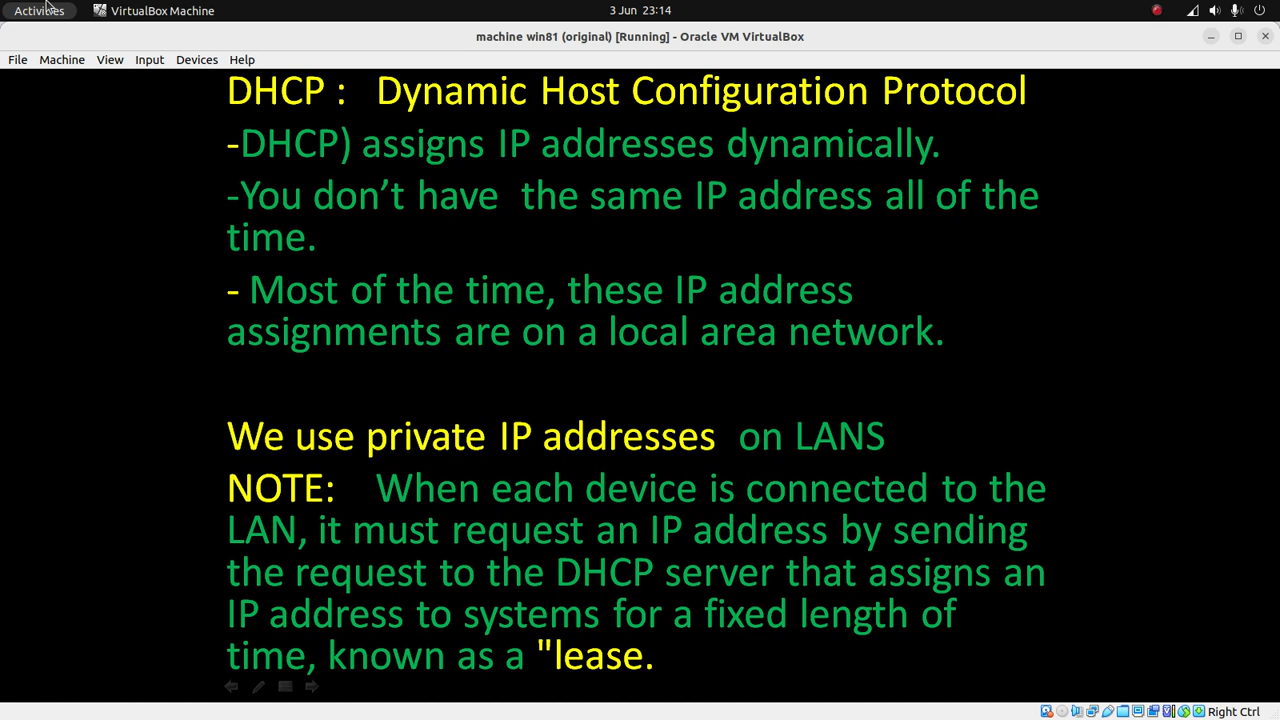 Activities VirtualBox Machine 3 Jun 23:14
machine win81 (original) [Running] - Oracle VM VirtualBox
File Machine View Input Devices Help
DHCP : Dynamic Host Configuration Protocol
-DHCP) assigns IP addresses dynamically.
-You don’t have the same IP address all of the
time.
- Most of the time, these IP address
assignments are on a local area network.
We use private IP addresses on LANS
NOTE: When each device is connected to the
LAN, it must request an IP address by sending
the request to the DHCP server that assigns an
IP address to systems for a fixed length of
time, known as a "lease.
Right Ctrl